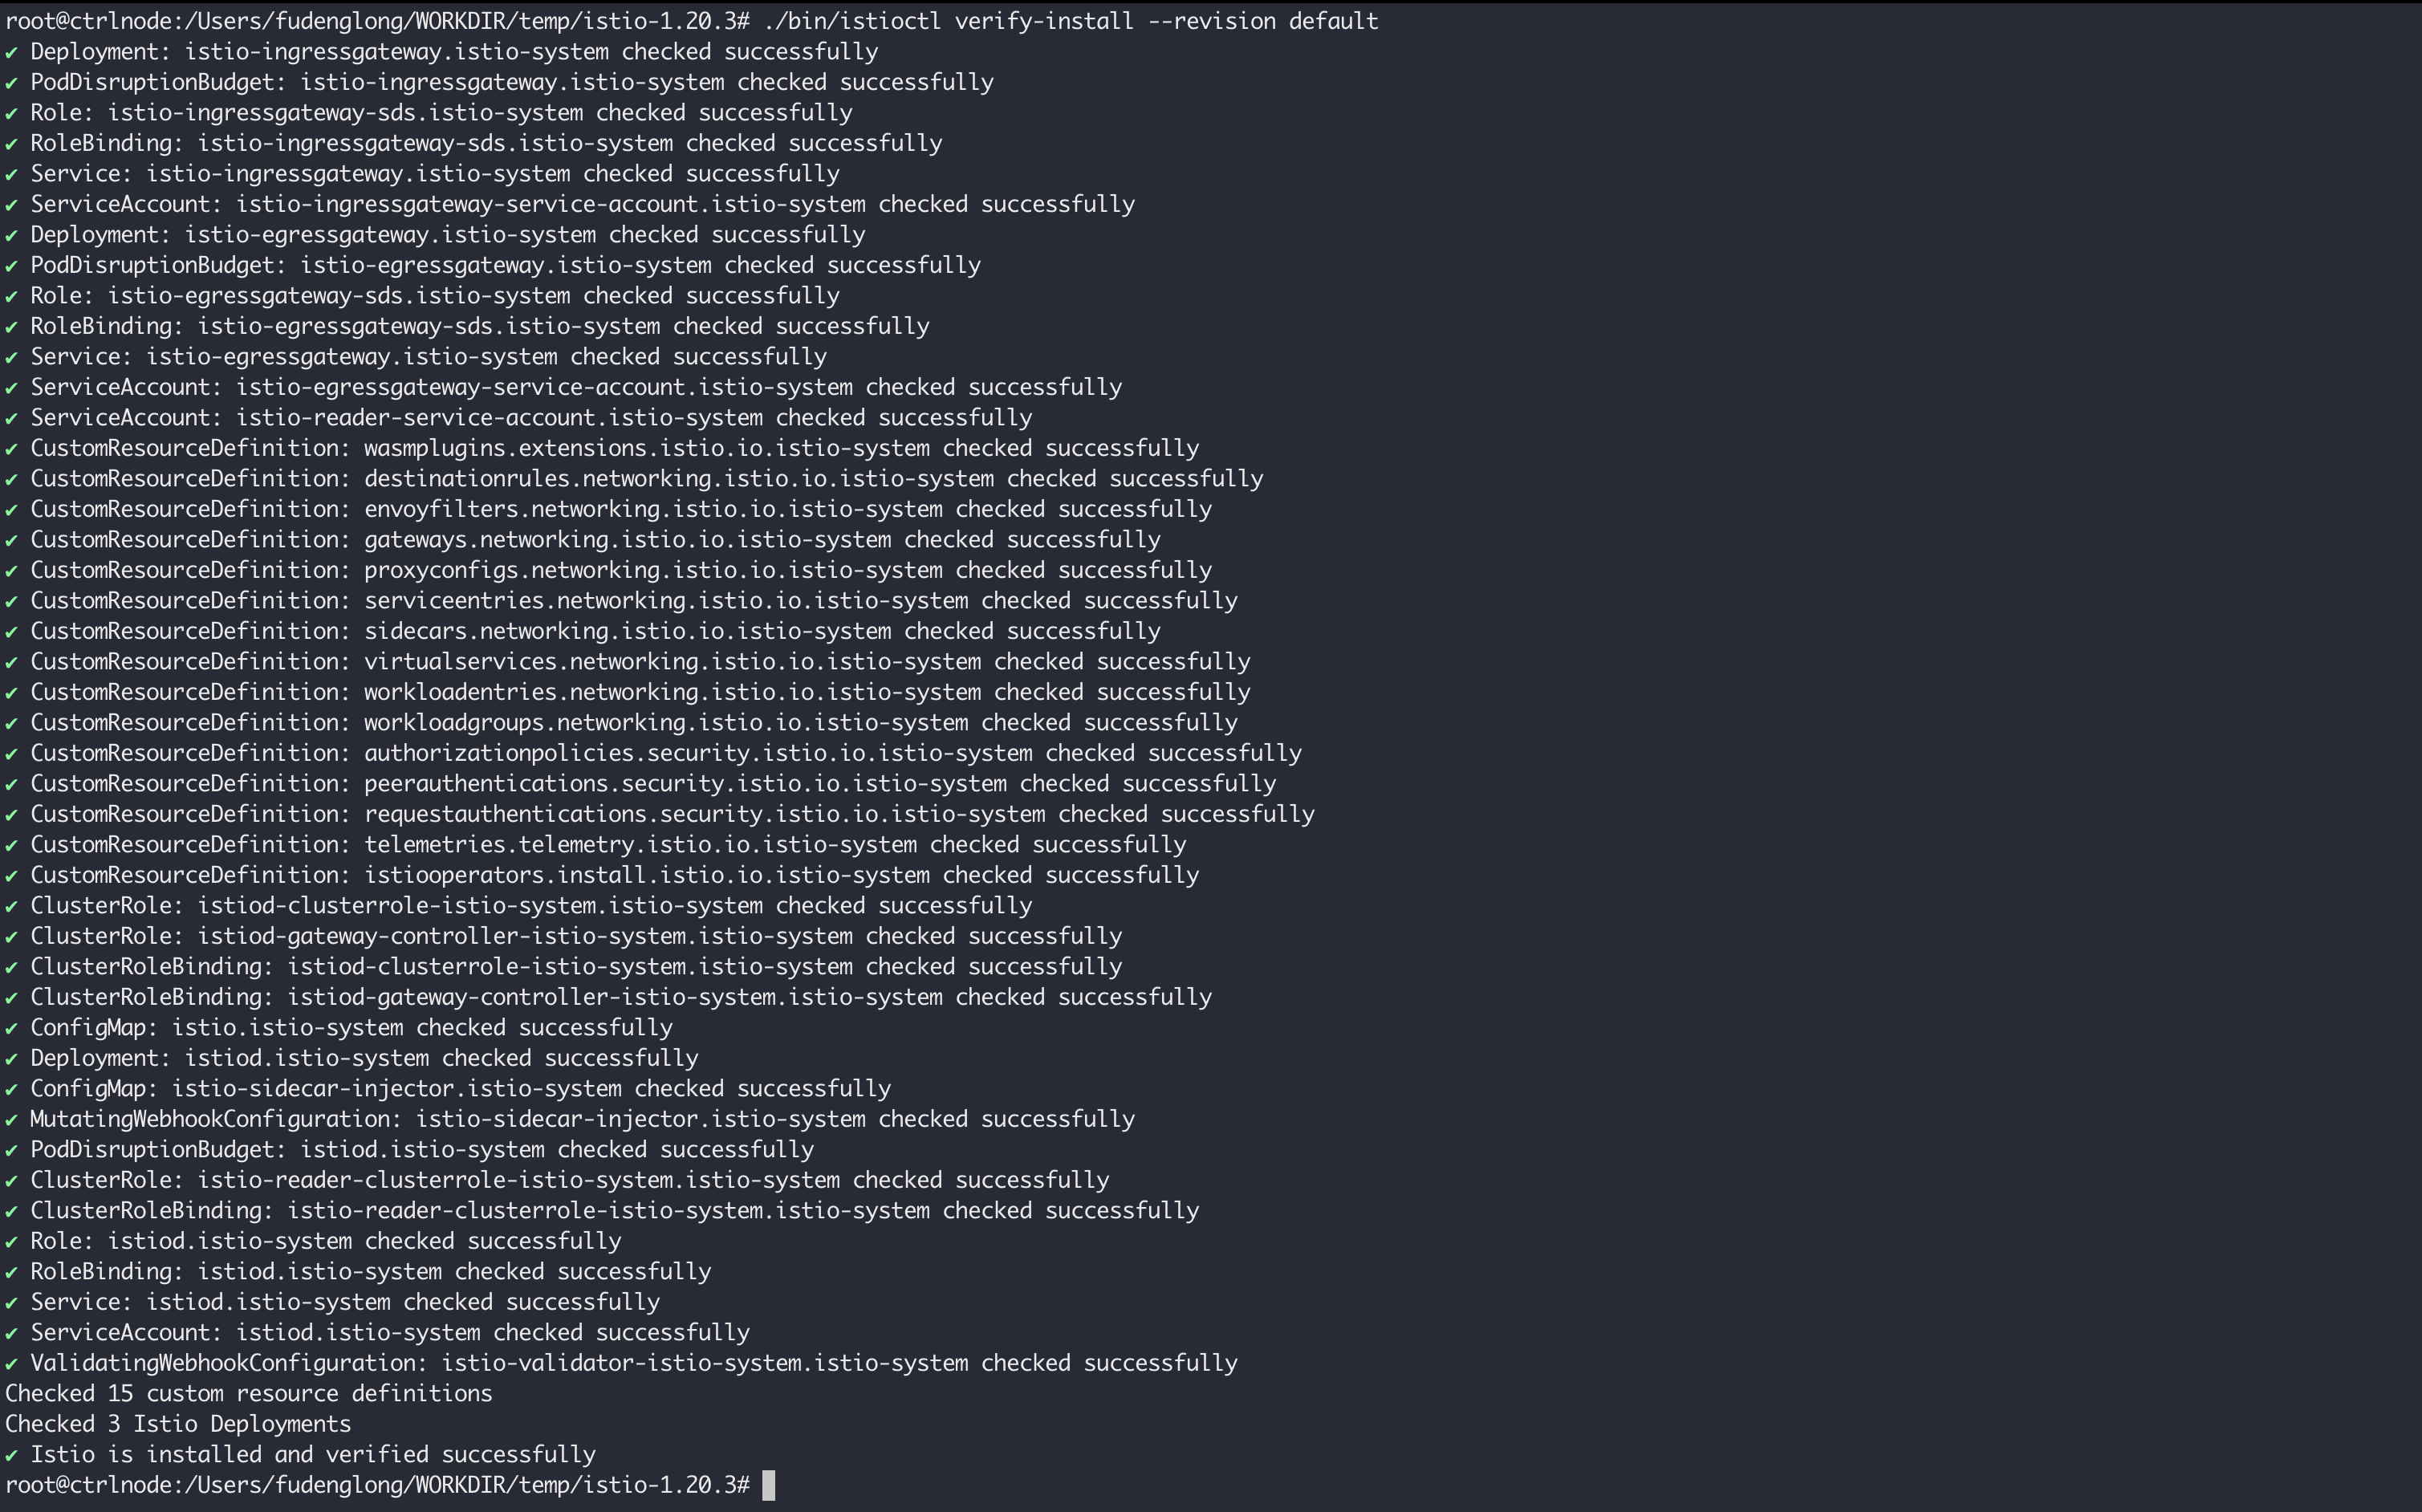 root@ctrlnode:/Users/fudenglong/WORKDIR/temp/istio-1.20.3# ./bin/istioctl verify-install --revision default
✔ Deployment: istio-ingressgateway.istio-system checked successfully
✔ PodDisruptionBudget: istio-ingressgateway.istio-system checked successfully
✔ Role: istio-ingressgateway-sds.istio-system checked successfully
✔ RoleBinding: istio-ingressgateway-sds.istio-system checked successfully
✔ Service: istio-ingressgateway.istio-system checked successfully
✔ ServiceAccount: istio-ingressgateway-service-account.istio-system checked successfully
✔ Deployment: istio-egressgateway.istio-system checked successfully
✔ PodDisruptionBudget: istio-egressgateway.istio-system checked successfully
✔ Role: istio-egressgateway-sds.istio-system checked successfully
✔ RoleBinding: istio-egressgateway-sds.istio-system checked successfully
✔ Service: istio-egressgateway.istio-system checked successfully
✔ ServiceAccount: istio-egressgateway-service-account.istio-system checked successfully
✔ ServiceAccount: istio-reader-service-account.istio-system checked successfully
✔ CustomResourceDefinition: wasmplugins.extensions.istio.io.istio-system checked successfully
✔ CustomResourceDefinition: destinationrules.networking.istio.io.istio-system checked successfully
✔ CustomResourceDefinition: envoyfilters.networking.istio.io.istio-system checked successfully
✔ CustomResourceDefinition: gateways.networking.istio.io.istio-system checked successfully
✔ CustomResourceDefinition: proxyconfigs.networking.istio.io.istio-system checked successfully
✔ CustomResourceDefinition: serviceentries.networking.istio.io.istio-system checked successfully
✔ CustomResourceDefinition: sidecars.networking.istio.io.istio-system checked successfully
✔ CustomResourceDefinition: virtualservices.networking.istio.io.istio-system checked successfully
✔ CustomResourceDefinition: workloadentries.networking.istio.io.istio-system checked successfully
✔ CustomResourceDefinition: workloadgroups.networking.istio.io.istio-system checked successfully
✔ CustomResourceDefinition: authorizationpolicies.security.istio.io.istio-system checked successfully
✔ CustomResourceDefinition: peerauthentications.security.istio.io.istio-system checked successfully
✔ CustomResourceDefinition: requestauthentications.security.istio.io.istio-system checked successfully
✔ CustomResourceDefinition: telemetries.telemetry.istio.io.istio-system checked successfully
✔ CustomResourceDefinition: istiooperators.install.istio.io.istio-system checked successfully
✔ ClusterRole: istiod-clusterrole-istio-system.istio-system checked successfully
✔ ClusterRole: istiod-gateway-controller-istio-system.istio-system checked successfully
✔ ClusterRoleBinding: istiod-clusterrole-istio-system.istio-system checked successfully
✔ ClusterRoleBinding: istiod-gateway-controller-istio-system.istio-system checked successfully
✔ ConfigMap: istio.istio-system checked successfully
✔ Deployment: istiod.istio-system checked successfully
✔ ConfigMap: istio-sidecar-injector.istio-system checked successfully
✔ MutatingWebhookConfiguration: istio-sidecar-injector.istio-system checked successfully
✔ PodDisruptionBudget: istiod.istio-system checked successfully
✔ ClusterRole: istio-reader-clusterrole-istio-system.istio-system checked successfully
✔ ClusterRoleBinding: istio-reader-clusterrole-istio-system.istio-system checked successfully
✔ Role: istiod.istio-system checked successfully
✔ RoleBinding: istiod.istio-system checked successfully
✔ Service: istiod.istio-system checked successfully
✔ ServiceAccount: istiod.istio-system checked successfully
✔ ValidatingWebhookConfiguration: istio-validator-istio-system.istio-system checked successfully
Checked 15 custom resource definitions
Checked 3 Istio Deployments
✔ Istio is installed and verified successfully
root@ctrlnode:/Users/fudenglong/WORKDIR/temp/istio-1.20.3#